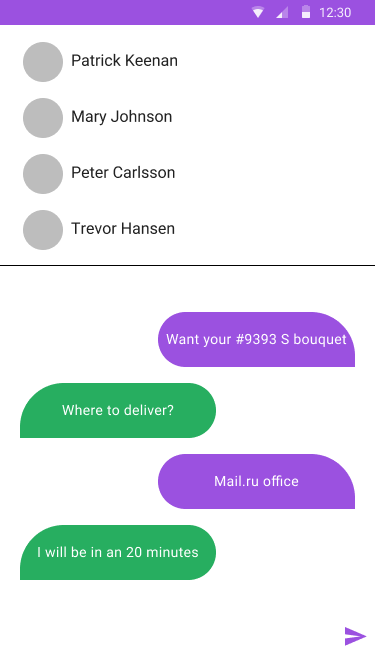 12:30
Patrick Keenan
Mary Johnson
Peter Carlsson
Trevor Hansen
Want your #9393 S bouquet
Where to deliver?
Mail.ru office
I will be in an 20 minutes